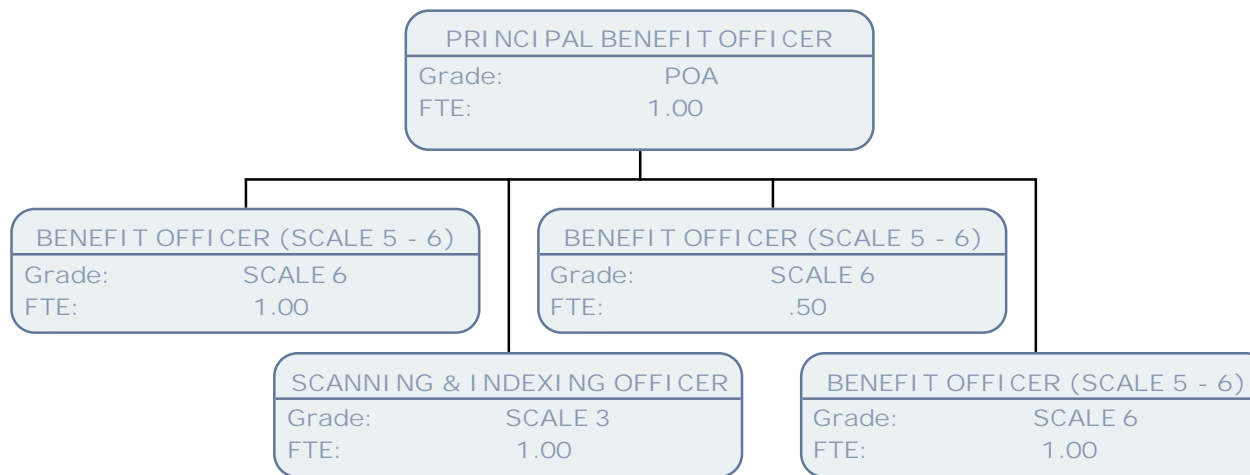 PRINCIPAL BENEFIT OFFICER
Grade: POA
FTE: 1.00
BENEFIT OFFICER (SCALE 5 - 6)
Grade: SCALE 6
FTE: 1.00
BENEFIT OFFICER (SCALE 5 - 6)
Grade: SCALE 6
FTE: .50
SCANNING & INDEXING OFFICER
Grade: SCALE 3
FTE: 1.00
BENEFIT OFFICER (SCALE 5 - 6)
Grade: SCALE 6
FTE: 1.00